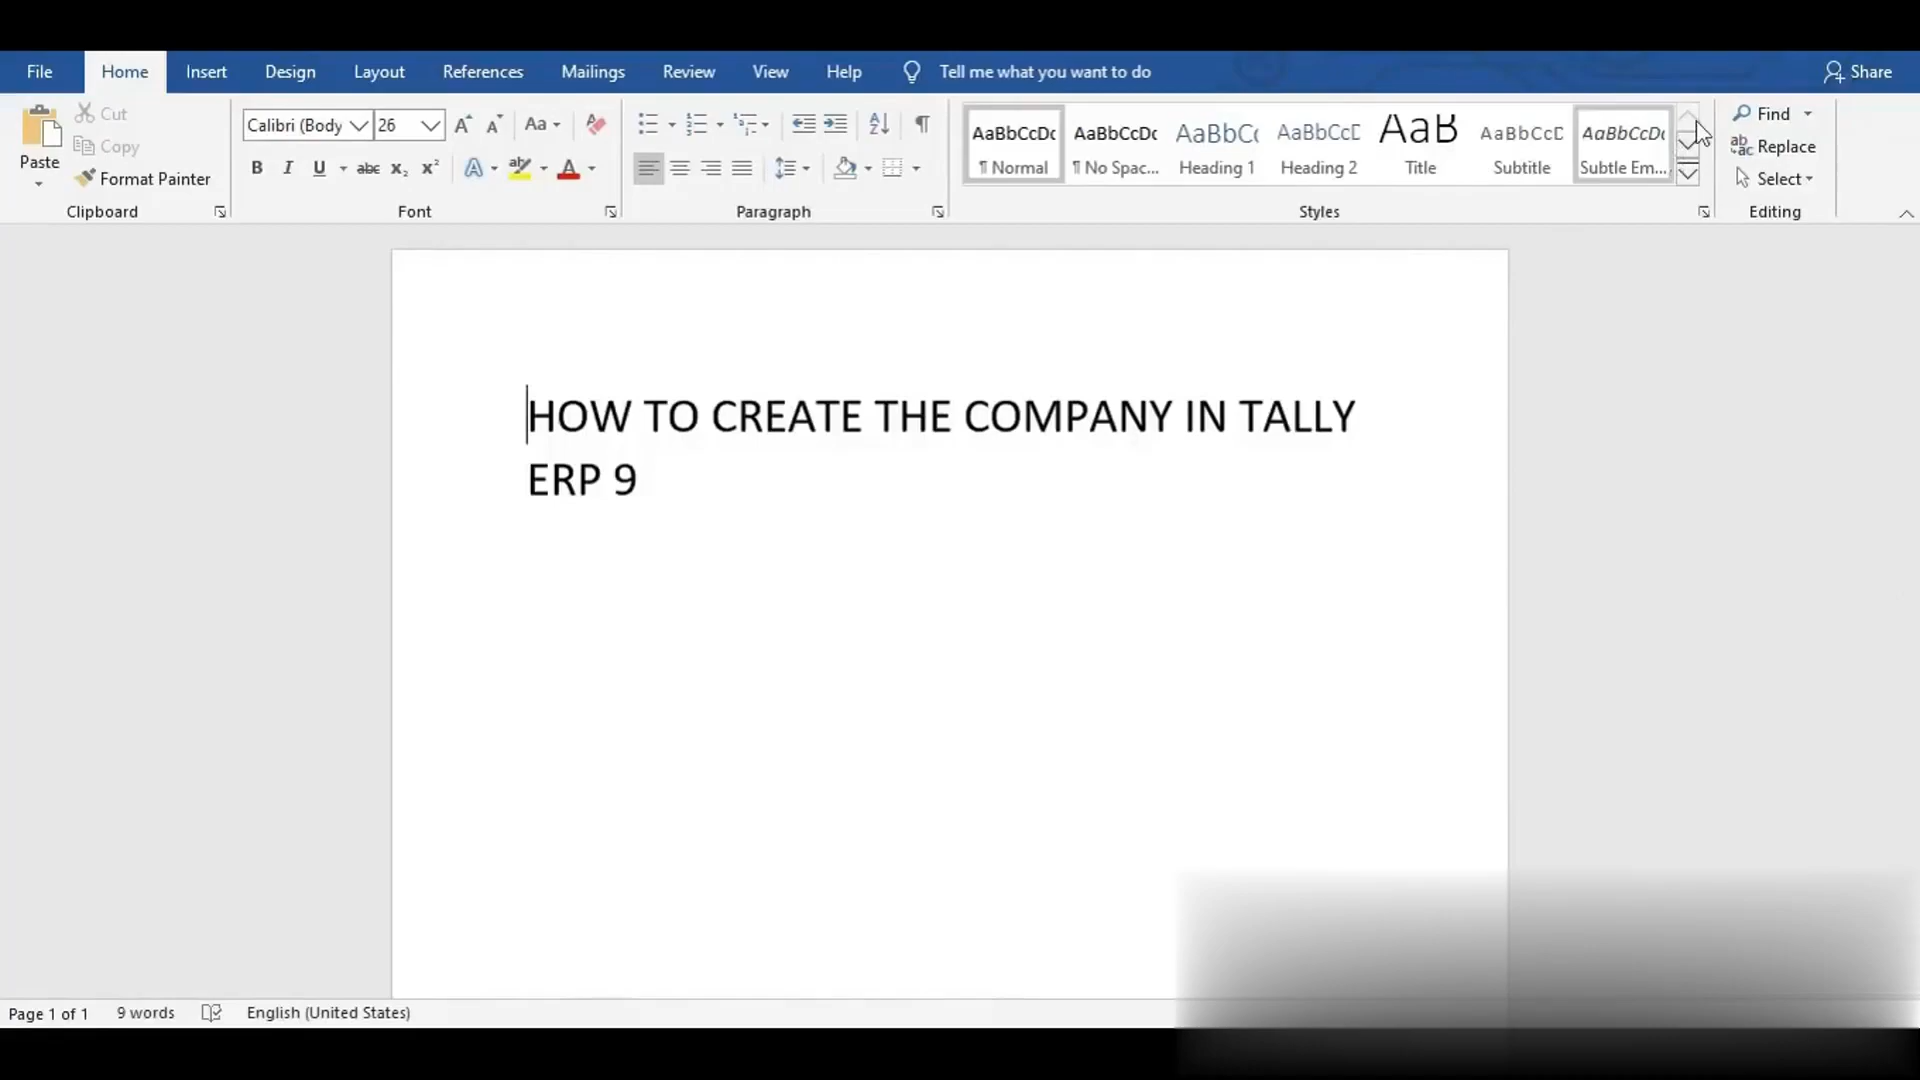 File Home Insert Design Layout References Mailings Review View Help Tell me what you want to do Share
Paste
Cut
Copy
Format Painter
Clipboard
Calibri (Body 26 Aa
B I U abc x₂ x² A ab A
Font
Paragraph
AaBbCcDc AaBbCcDc AaBbC( AaBbCcD AaB AaBbCcD AaBbCcDc
¶ Normal ¶ No Spac... Heading 1 Heading 2 Title Subtitle Subtle Em...
Styles
Find
Replace
Select
Editing
HOW TO CREATE THE COMPANY IN TALLY
ERP 9
Page 1 of 1 9 words English (United States)